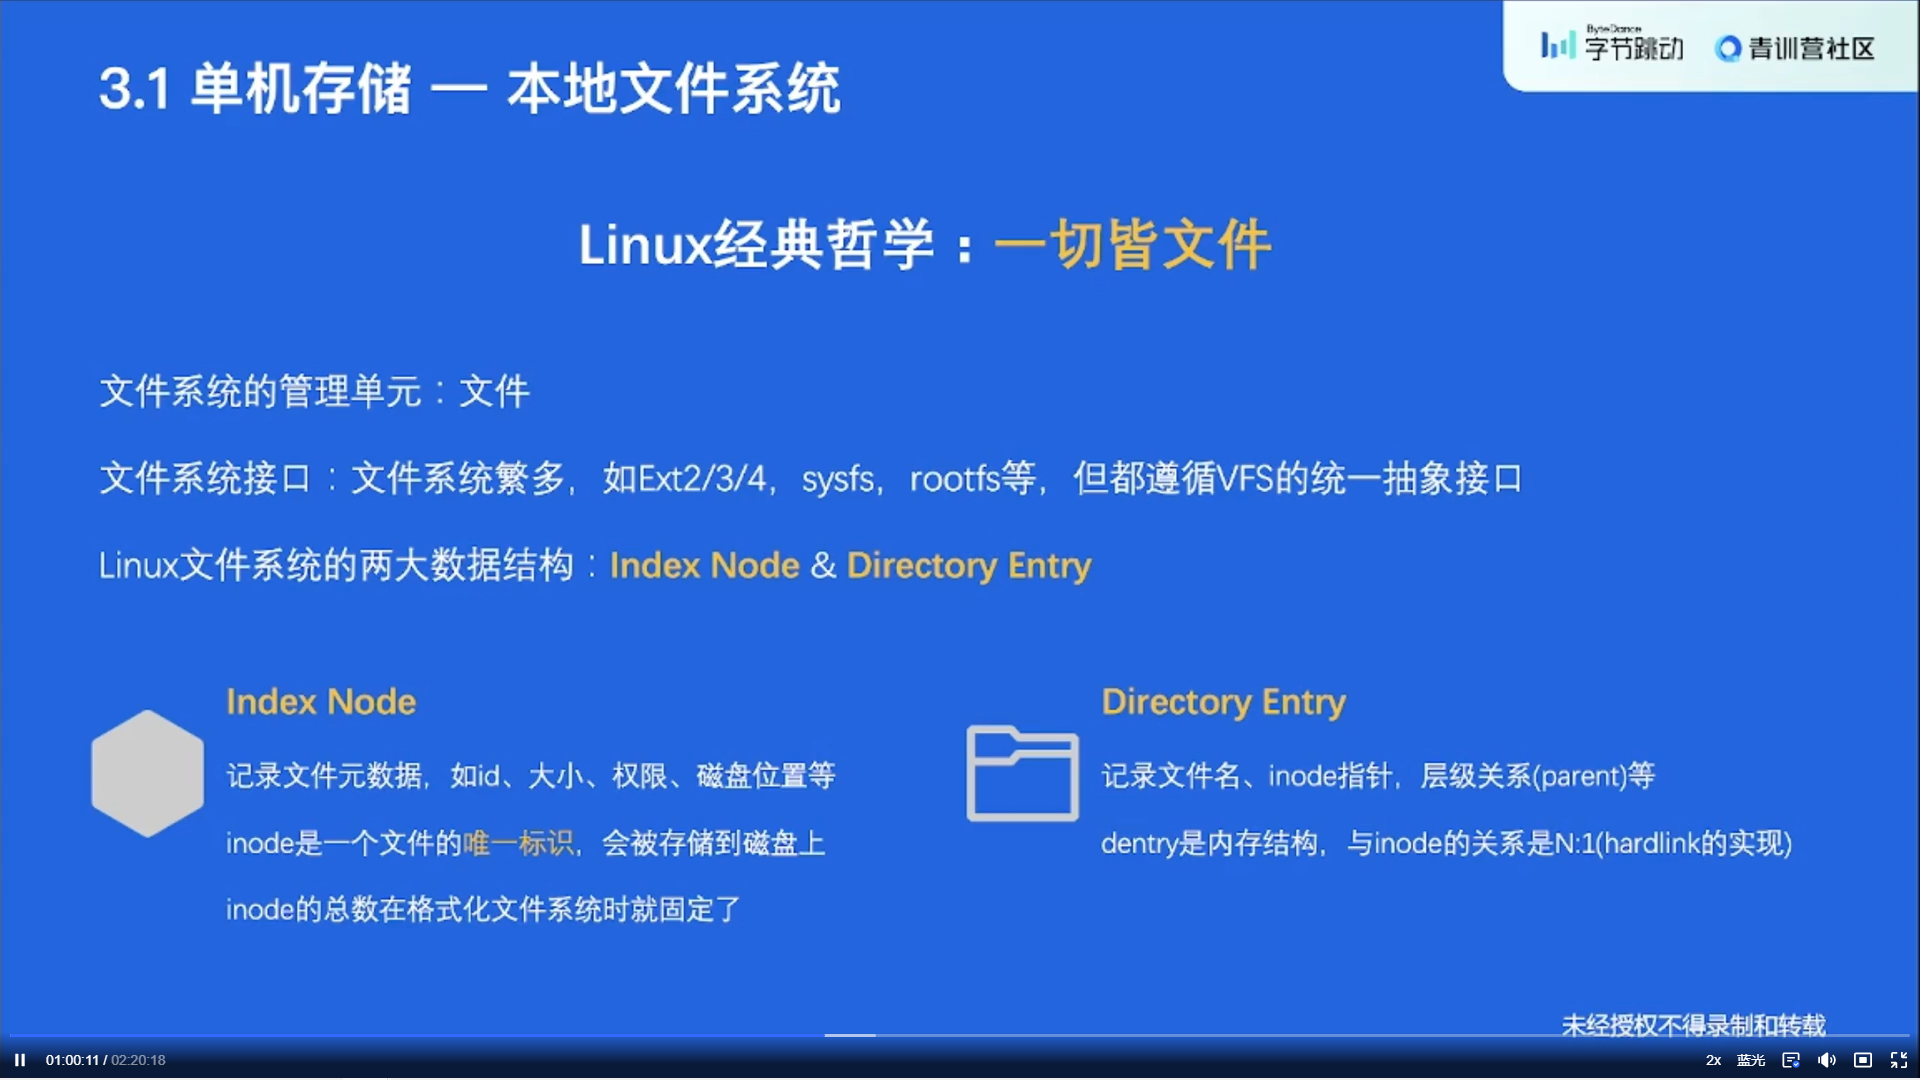 ByteDance
字节跳动
青训营社区
3.1 单机存储 — 本地文件系统
Linux经典哲学：一切皆文件
文件系统的管理单元：文件
文件系统接口：文件系统繁多，如Ext2/3/4，sysfs，rootfs等，但都遵循VFS的统一抽象接口
Linux文件系统的两大数据结构：Index Node & Directory Entry
Index Node
记录文件元数据，如id、大小、权限、磁盘位置等
inode是一个文件的唯一标识，会被存储到磁盘上
inode的总数在格式化文件系统时就固定了
Directory Entry
记录文件名、inode指针，层级关系(parent)等
dentry是内存结构，与inode的关系是N:1(hardlink的实现)
未经授权不得录制和转载
01:00:11 / 02:20:18
2x 蓝光